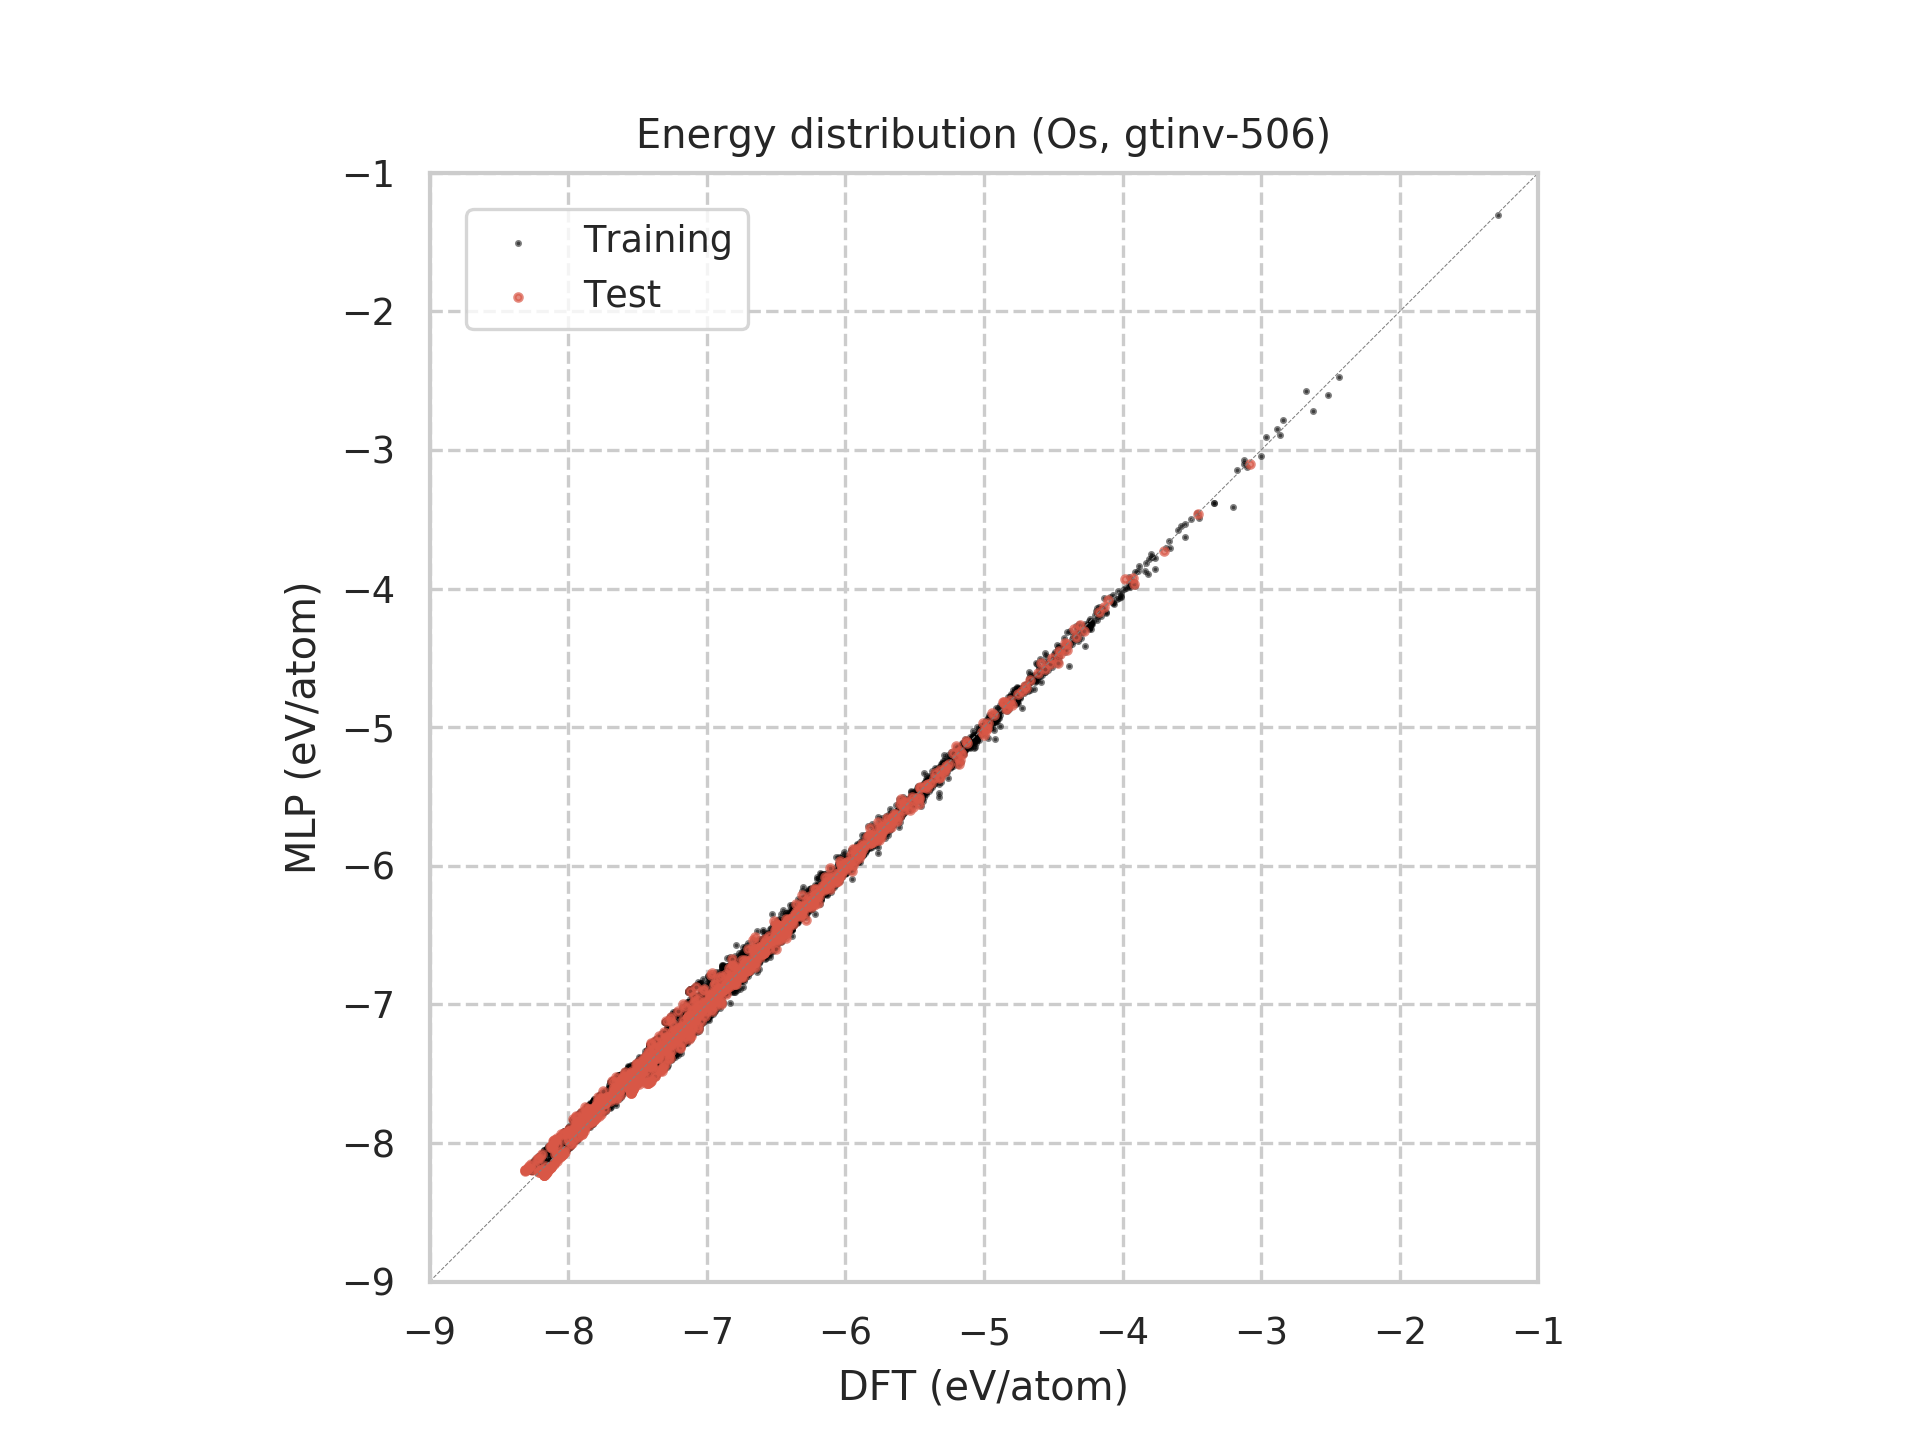 Energy distribution (Os, gtinv-506)
−1
Training
Test
−2
−3
−4
−5
−6
−7
−8
−9
MLP (eV/atom)
−9 −8 −7 −6 −5 −4 −3 −2 −1
DFT (eV/atom)